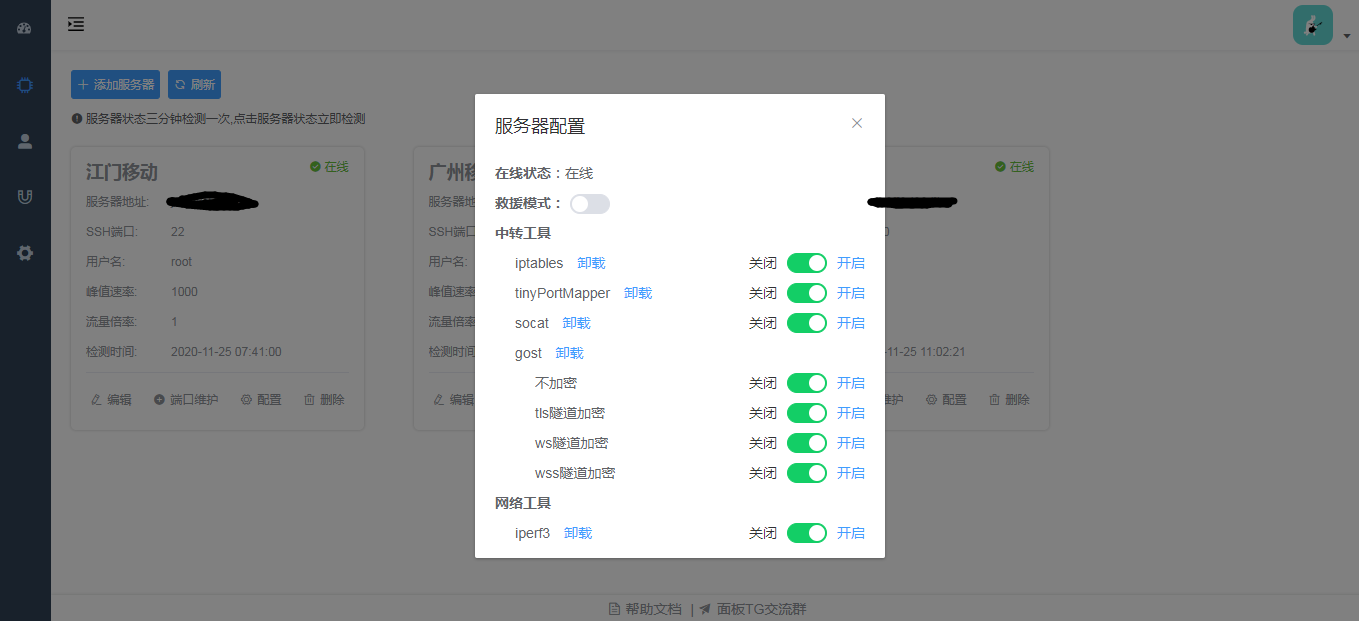 添加服务器 刷新
服务器状态三分钟检测一次,点击服务器状态立即检测
江门移动 在线
服务器地址:
SSH端口: 22
用户名: root
峰值速率: 1000
流量倍率: 1
检测时间: 2020-11-25 07:41:00
编辑 端口维护 配置 删除
广州移
服务器地
SSH端口
用户名:
峰值速率
流量倍率
检测时间
编辑
服务器配置
在线状态：在线
救援模式：
中转工具
iptables 卸载 关闭 开启
tinyPortMapper 卸载 关闭 开启
socat 卸载 关闭 开启
gost 卸载
不加密 关闭 开启
tls隧道加密 关闭 开启
ws隧道加密 关闭 开启
wss隧道加密 关闭 开启
网络工具
iperf3 卸载 关闭 开启
在线
0
-11-25 11:02:21
维护 配置 删除
帮助文档 | 面板TG交流群